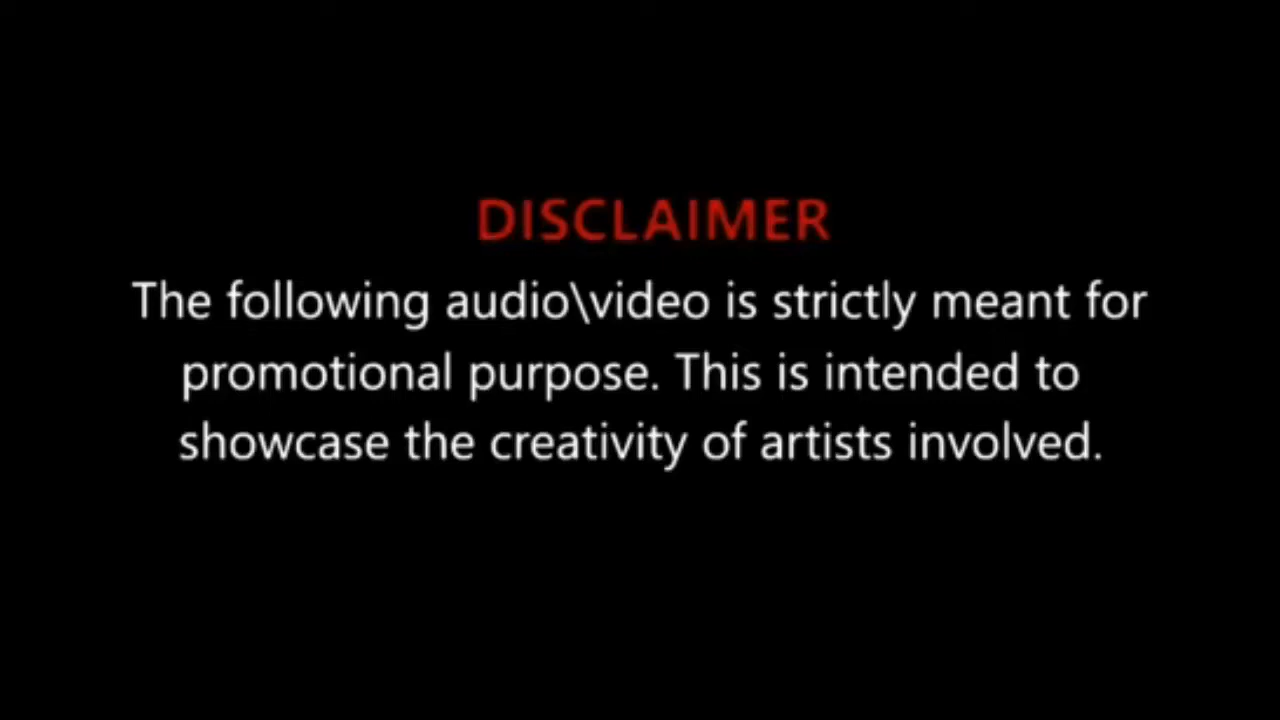 DISCLAIMER
The following audio\video is strictly meant for
promotional purpose. This is intended to
showcase the creativity of artists involved.